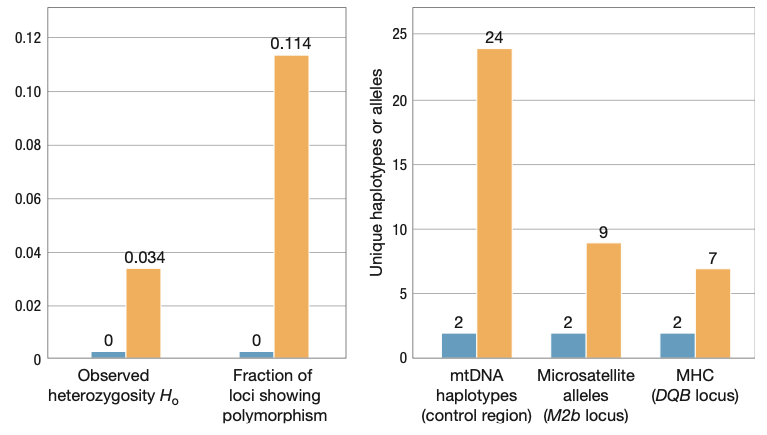 0.12
0.10
0.08
0.06
0.04
0.02
0
0
0.034
0
0.114
Observed
heterozygosity Ho
Fraction of
loci showing
polymorphism
Unique haplotypes or alleles
25
20
15
10
5
0
2
24
2
9
2
7
mtDNA
haplotypes
(control region)
Microsatellite
alleles
(M2b locus)
MHC
(DQB locus)